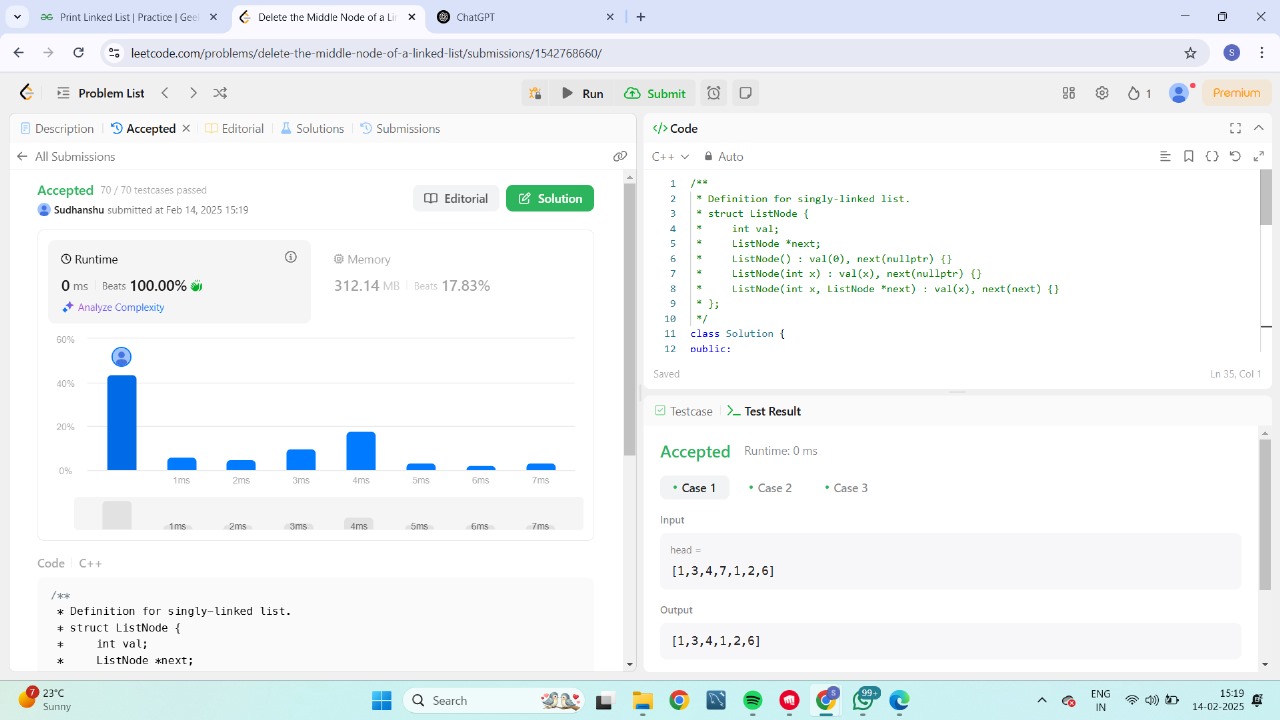 Print Linked List | Practice | Geel
Delete the Middle Node of a Li
ChatGPT
leetcode.com/problems/delete-the-middle-node-of-a-linked-list/submissions/1542768660/
S
Problem List
Run
Submit
1
Premium
Description
Accepted
Editorial
Solutions
Submissions
All Submissions
Accepted 70 / 70 testcases passed
Sudhanshu submitted at Feb 14, 2025 15:19
Editorial
Solution
Runtime
0 ms Beats 100.00%
Analyze Complexity
Memory
312.14 MB Beats 17.83%
60%
40%
20%
0%
1ms 2ms 3ms 4ms 5ms 6ms 7ms
1ms 2ms 3ms 4ms 5ms 6ms 7ms
Code C++
/**
* Definition for singly-linked list.
* struct ListNode {
*     int val;
*     ListNode *next;
</> Code
C++ Auto
1 /**
2 * Definition for singly-linked list.
3 * struct ListNode {
4 *     int val;
5 *     ListNode *next;
6 *     ListNode() : val(0), next(nullptr) {}
7 *     ListNode(int x) : val(x), next(nullptr) {}
8 *     ListNode(int x, ListNode *next) : val(x), next(next) {}
9 * };
10 */
11 class Solution {
12 public:
Saved
Ln 35, Col 1
Testcase
Test Result
Accepted Runtime: 0 ms
Case 1
Case 2
Case 3
Input
head =
[1,3,4,7,1,2,6]
Output
[1,3,4,1,2,6]
7
23°C
Sunny
Search
S
99+
ENG
IN
15:19
14-02-2025